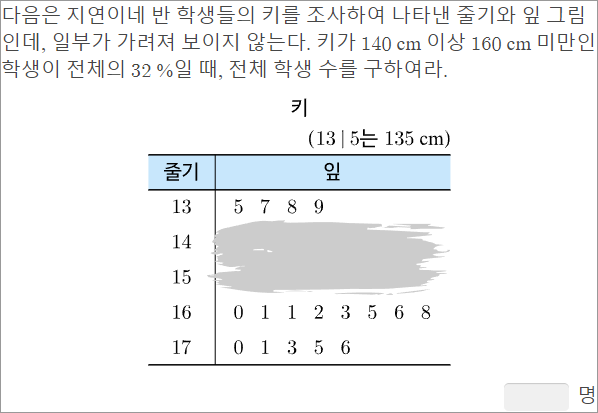 다음은 지연이네 반 학생들의 키를 조사하여 나타낸 줄기와 잎 그림
인데, 일부가 가려져 보이지 않는다. 키가 140 cm 이상 160 cm 미만인
학생이 전체의 32 %일 때, 전체 학생 수를 구하여라.
키
(13 | 5는 135 cm)
줄기 잎
13 5 7 8 9
14
15
16 0 1 1 2 3 5 6 8
17 0 1 3 5 6
명